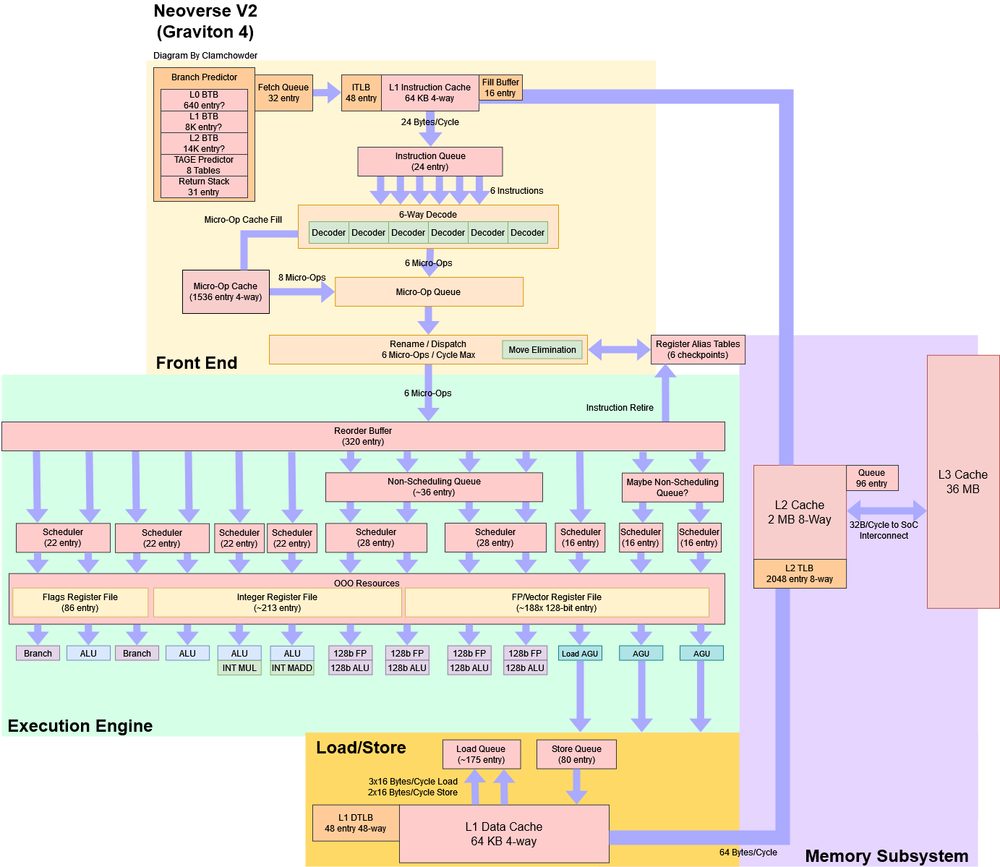 Neoverse V2
(Graviton 4)
Diagram By Clamchowder
Branch Predictor
L0 BTB
640 entry?
L1 BTB
8K entry?
L2 BTB
14K entry?
TAGE Predictor
8 Tables
Return Stack
31 entry
Fetch Queue
32 entry
ITLB
48 entry
L1 Instruction Cache
64 KB 4-way
Fill Buffer
16 entry
24 Bytes/Cycle
Instruction Queue
(24 entry)
6 Instructions
Micro-Op Cache Fill
6-Way Decode
Decoder Decoder Decoder Decoder Decoder Decoder
6 Micro-Ops
8 Micro-Ops
Micro-Op Cache
(1536 entry 4-way)
Micro-Op Queue
Rename / Dispatch
6 Micro-Ops / Cycle Max
Move Elimination
Register Alias Tables
(6 checkpoints)
Front End
6 Micro-Ops
Instruction Retire
Reorder Buffer
(320 entry)
Non-Scheduling Queue
(~36 entry)
Maybe Non-Scheduling
Queue?
Scheduler
(22 entry)
Scheduler
(22 entry)
Scheduler
(22 entry)
Scheduler
(22 entry)
Scheduler
(28 entry)
Scheduler
(28 entry)
Scheduler
(16 entry)
Scheduler
(16 entry)
Scheduler
(16 entry)
OOO Resources
Flags Register File
(86 entry)
Integer Register File
(~213 entry)
FP/Vector Register File
(~188x 128-bit entry)
Branch
ALU
Branch
ALU
ALU
INT MUL
ALU
INT MADD
128b FP
128b ALU
128b FP
128b ALU
128b FP
128b ALU
128b FP
128b ALU
Load AGU
AGU
AGU
Execution Engine
L2 Cache
2 MB 8-Way
Queue
96 entry
L2 TLB
2048 entry 8-way
32B/Cycle to SoC
Interconnect
L3 Cache
36 MB
Load/Store
Load Queue
(~175 entry)
Store Queue
(80 entry)
3x16 Bytes/Cycle Load
2x16 Bytes/Cycle Store
L1 DTLB
48 entry 48-way
L1 Data Cache
64 KB 4-way
64 Bytes/Cycle
Memory Subsystem